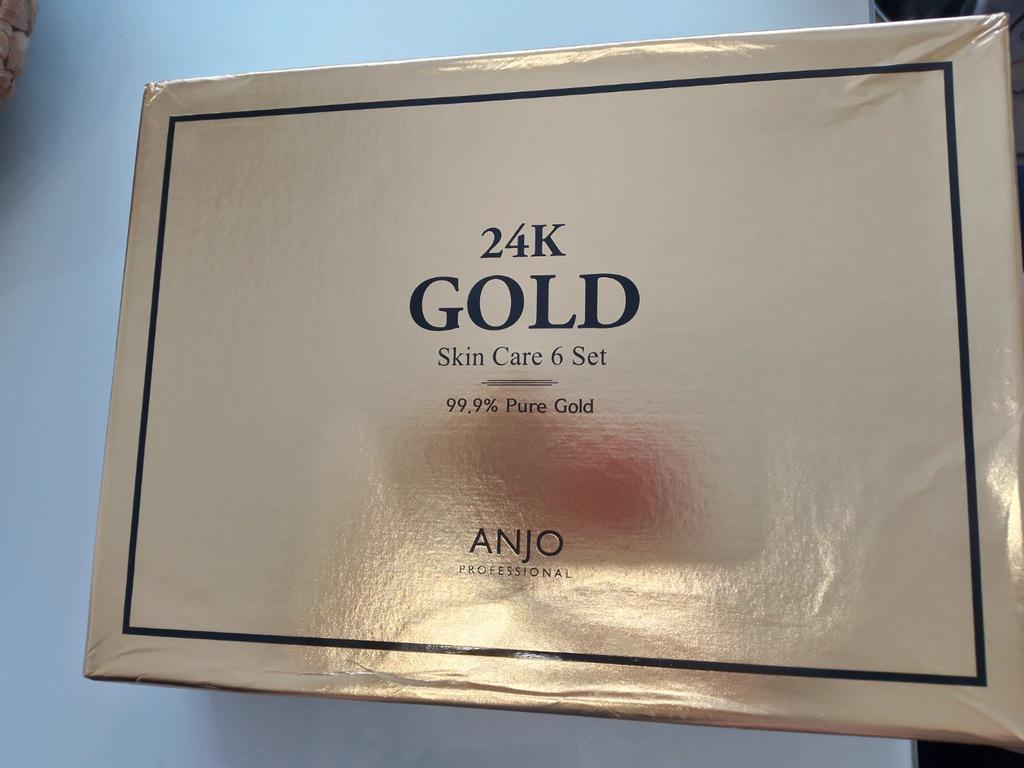 24K
GOLD
Skin Care 6 Set
99.9% Pure Gold
ANJO
PROFESSIONAL